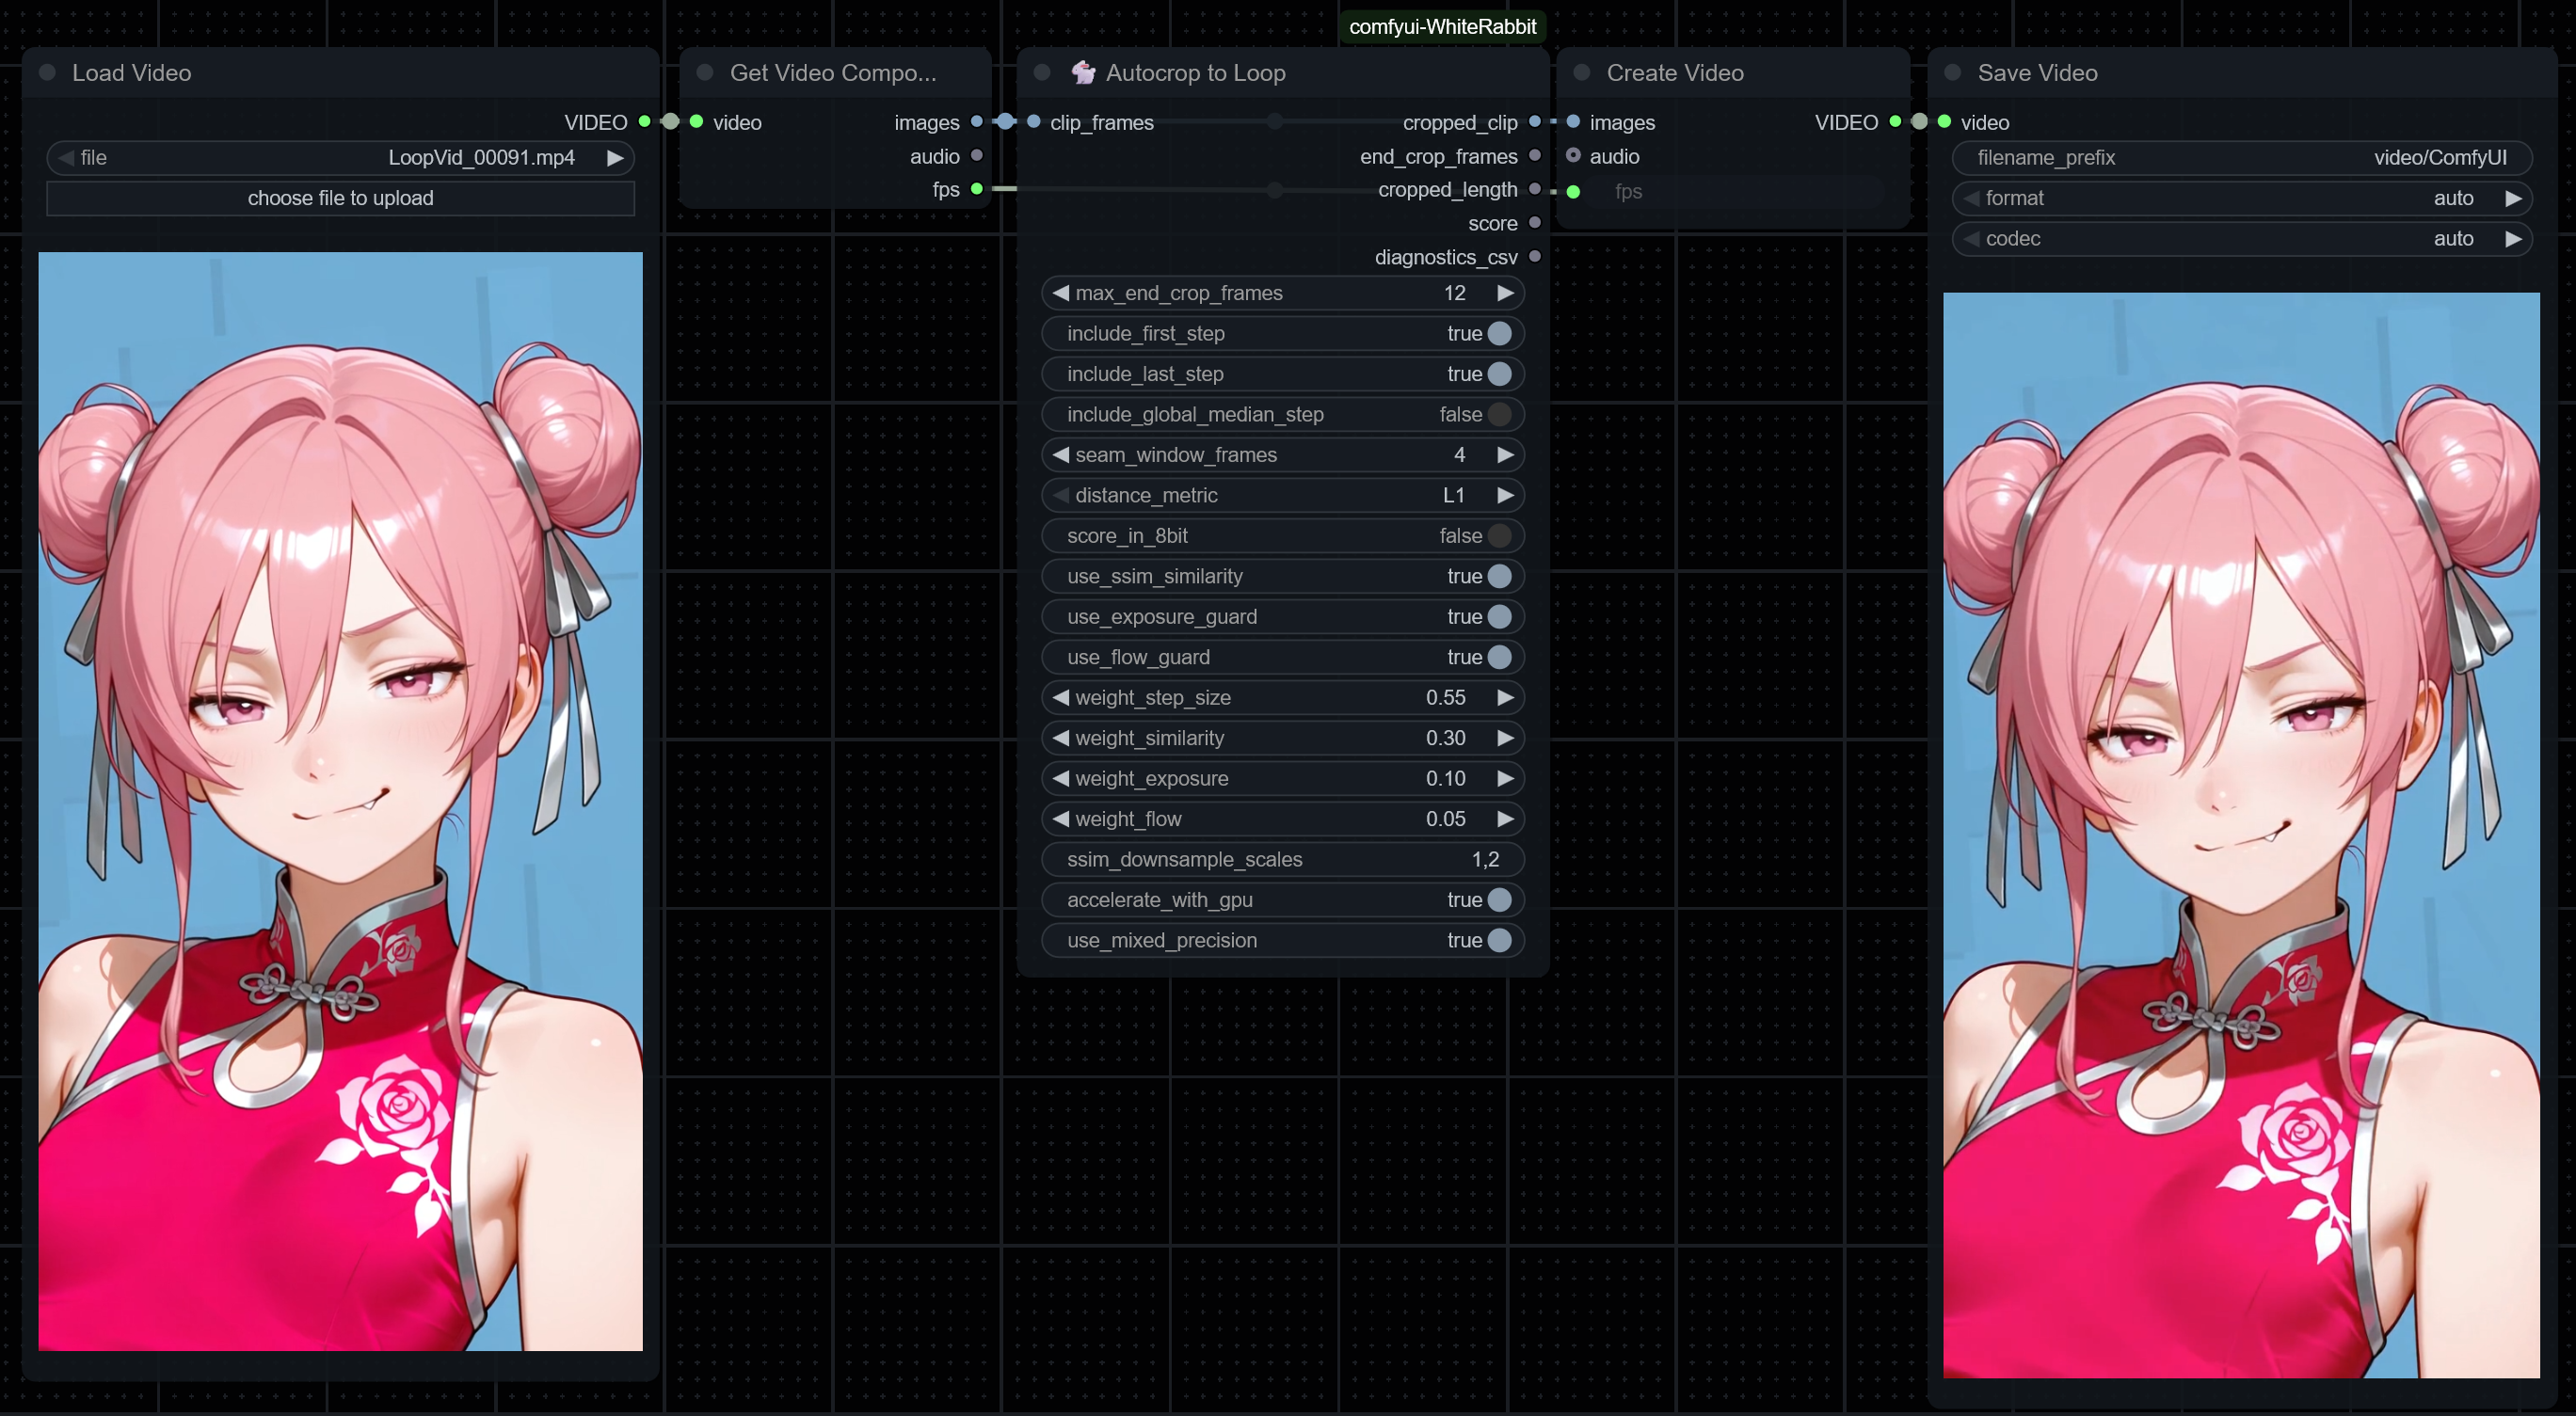 comfyui-WhiteRabbit
Load Video
VIDEO
file LoopVid_00091.mp4
choose file to upload
Get Video Compo...
video images
audio
fps
Autocrop to Loop
clip_frames cropped_clip
end_crop_frames
cropped_length
score
diagnostics_csv
max_end_crop_frames 12
include_first_step true
include_last_step true
include_global_median_step false
seam_window_frames 4
distance_metric L1
score_in_8bit false
use_ssim_similarity true
use_exposure_guard true
use_flow_guard true
weight_step_size 0.55
weight_similarity 0.30
weight_exposure 0.10
weight_flow 0.05
ssim_downsample_scales 1,2
accelerate_with_gpu true
use_mixed_precision true
Create Video
images VIDEO
audio
fps
Save Video
video
filename_prefix video/ComfyUI
format auto
codec auto